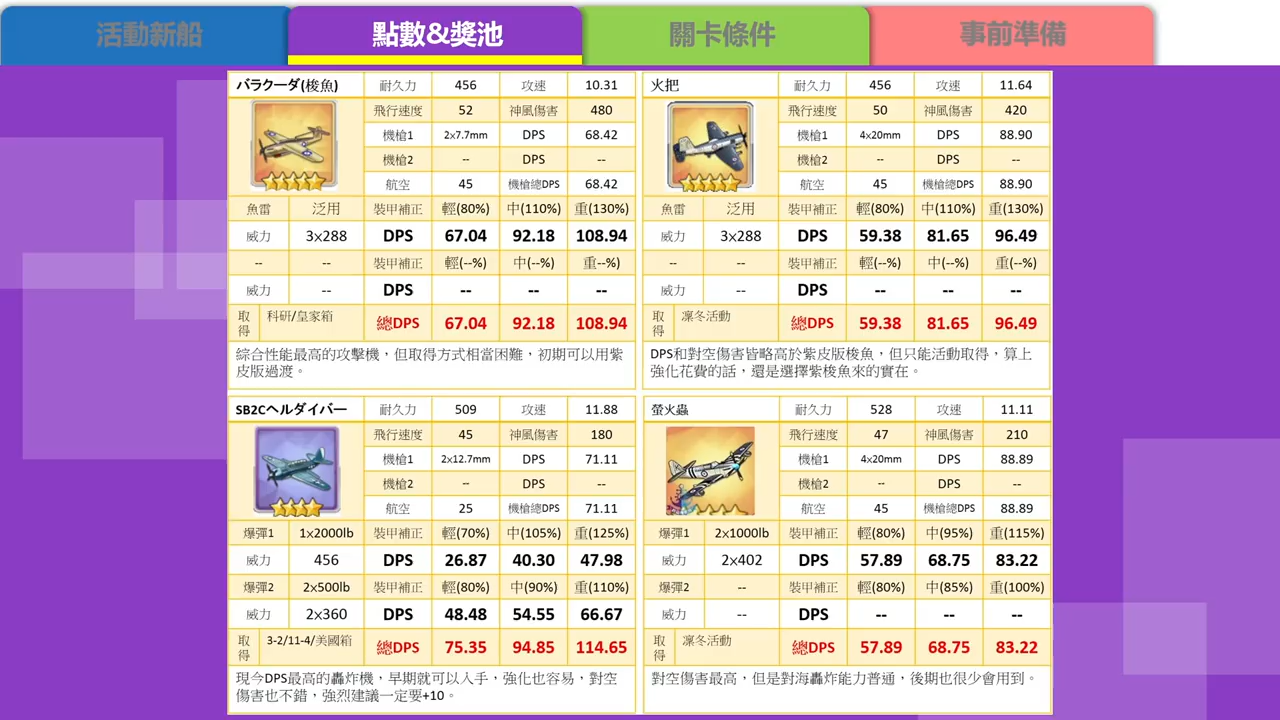 活動新船
點數&獎池
關卡條件
事前準備
バラクーダ(梭魚) 耐久力 456 攻速 10.31
飛行速度 52 神風傷害 480
機槍1 2x7.7mm DPS 68.42
機槍2 -- DPS --
航空 45 機槍總DPS 68.42
魚雷 泛用 裝甲補正 輕(80%) 中(110%) 重(130%)
威力 3x288 DPS 67.04 92.18 108.94
-- -- 裝甲補正 輕(--%) 中(--%) 重(--%)
威力 -- DPS -- -- --
取得 科研/皇家箱 總DPS 67.04 92.18 108.94
綜合性能最高的攻擊機，但取得方式相當困難，初期可以用紫
皮版過渡。
火把 耐久力 456 攻速 11.64
飛行速度 50 神風傷害 420
機槍1 4x20mm DPS 88.90
機槍2 -- DPS --
航空 45 機槍總DPS 88.90
魚雷 泛用 裝甲補正 輕(80%) 中(110%) 重(130%)
威力 3x288 DPS 59.38 81.65 96.49
-- -- 裝甲補正 輕(--%) 中(--%) 重(--%)
威力 -- DPS -- -- --
取得 凜冬活動 總DPS 59.38 81.65 96.49
DPS和對空傷害皆略高於紫皮版梭魚，但只能活動取得，算上
強化花費的話，還是選擇紫梭魚來的實在。
SB2Cヘルダイバー 耐久力 509 攻速 11.88
飛行速度 45 神風傷害 180
機槍1 2x12.7mm DPS 71.11
機槍2 -- DPS --
航空 25 機槍總DPS 71.11
爆彈1 1x2000lb 裝甲補正 輕(70%) 中(105%) 重(125%)
威力 456 DPS 26.87 40.30 47.98
爆彈2 2x500lb 裝甲補正 輕(80%) 中(90%) 重(110%)
威力 2x360 DPS 48.48 54.55 66.67
取得 3-2/11-4/美國箱 總DPS 75.35 94.85 114.65
現今DPS最高的轟炸機，早期就可以入手，強化也容易，對空
傷害也不錯，強烈建議一定要+10。
螢火蟲 耐久力 528 攻速 11.11
飛行速度 47 神風傷害 210
機槍1 4x20mm DPS 88.89
機槍2 -- DPS --
航空 45 機槍總DPS 88.89
爆彈1 2x1000lb 裝甲補正 輕(80%) 中(95%) 重(115%)
威力 2x402 DPS 57.89 68.75 83.22
爆彈2 -- 裝甲補正 輕(80%) 中(85%) 重(100%)
威力 -- DPS -- -- --
取得 凜冬活動 總DPS 57.89 68.75 83.22
對空傷害最高，但是對海轟炸能力普通，後期也很少會用到。